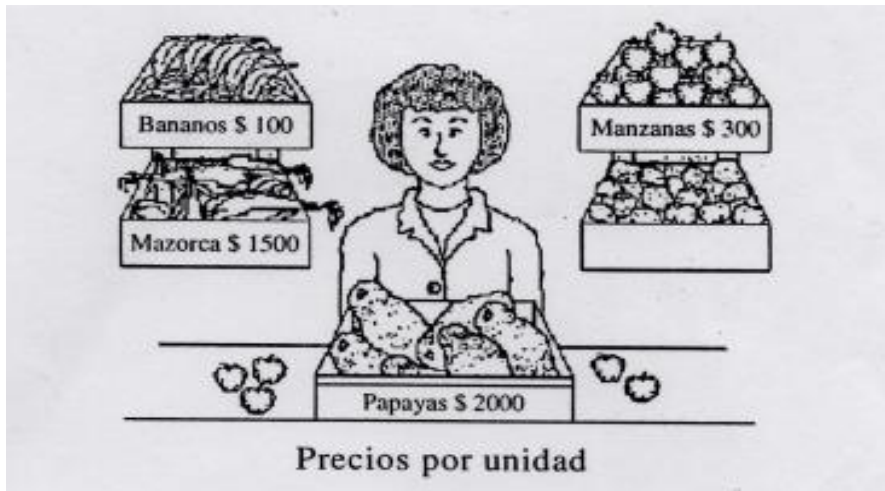 Bananos $ 100
Manzanas $ 300
Mazorca $ 1500
Papayas $ 2000
Precios por unidad